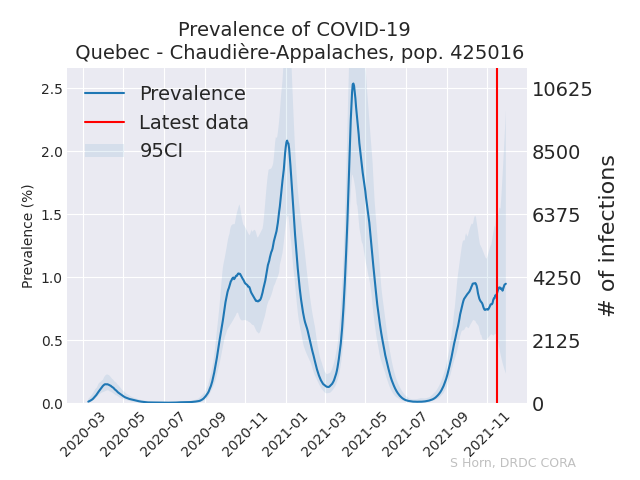 Prevalence of COVID-19
Quebec - Chaudière-Appalaches, pop. 425016
Prevalence
Latest data
95CI
Prevalence (%)
2.5
2.0
1.5
1.0
0.5
0.0
10625
8500
6375
4250
2125
0
# of infections
2020-03
2020-05
2020-07
2020-09
2020-11
2021-01
2021-03
2021-05
2021-07
2021-09
2021-11
S Horn, DRDC CORA